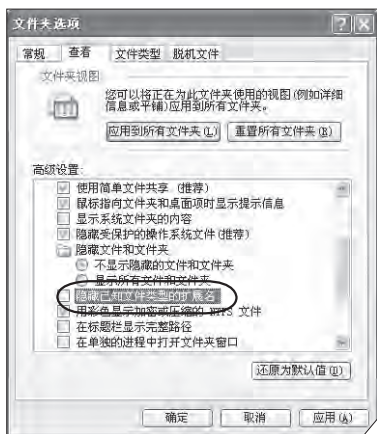 文件夹选项
常规 查看 文件类型 脱机文件
文件夹视图
您可以将正在为此文件夹使用的视图(例如详细
信息或平铺)应用到所有文件夹。
应用到所有文件夹(L) 重置所有文件夹(R)
高级设置:
使用简单文件共享 (推荐)
鼠标指向文件夹和桌面项时显示提示信息
显示系统文件夹的内容
隐藏受保护的操作系统文件(推荐)
隐藏文件和文件夹
不显示隐藏的文件和文件夹
显示所有文件和文件夹
隐藏已知文件类型的扩展名
用彩色显示加密或压缩的 NTFS 文件
在标题栏显示完整路径
在单独的进程中打开文件夹窗口
还原为默认值(D)
确定 取消 应用(A)